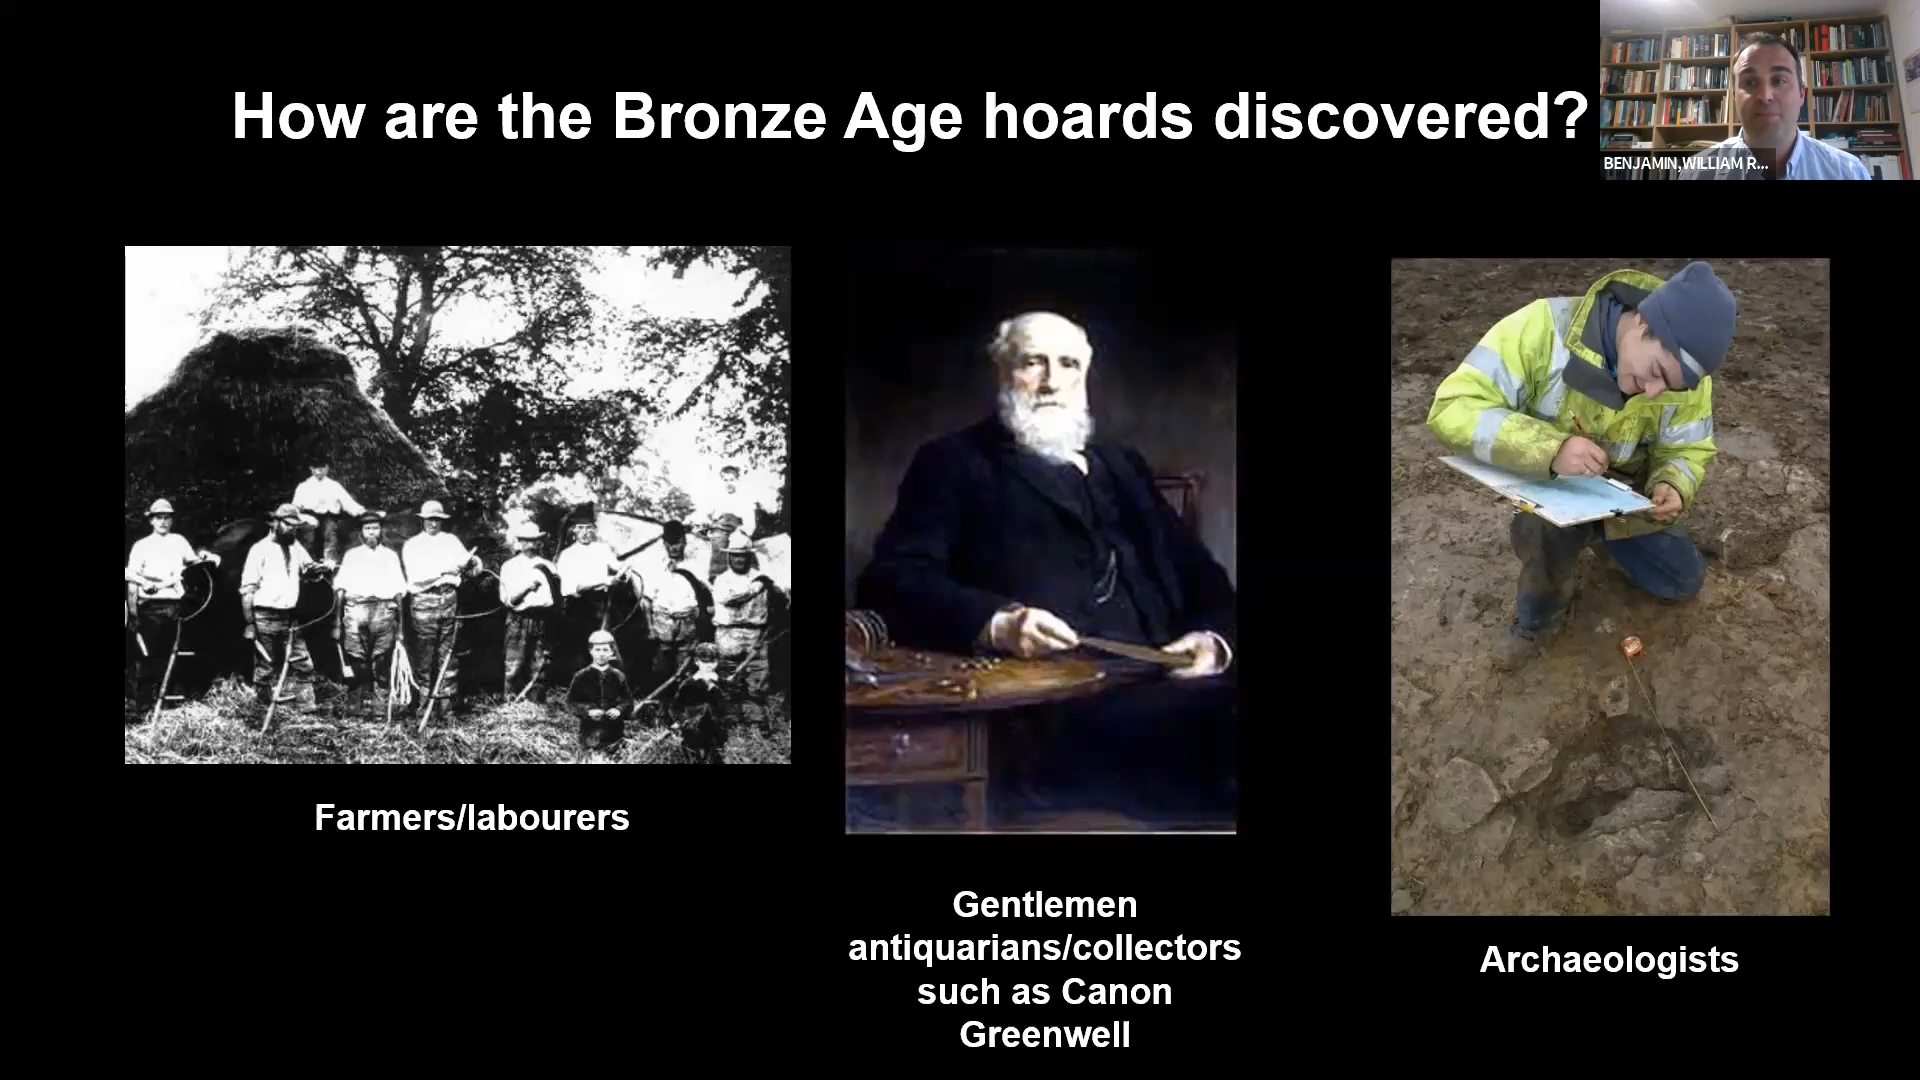 How are the Bronze Age hoards discovered?
BENJAMIN,WILLIAM R...
Farmers/labourers
Gentlemen
antiquarians/collectors
such as Canon
Greenwell
Archaeologists